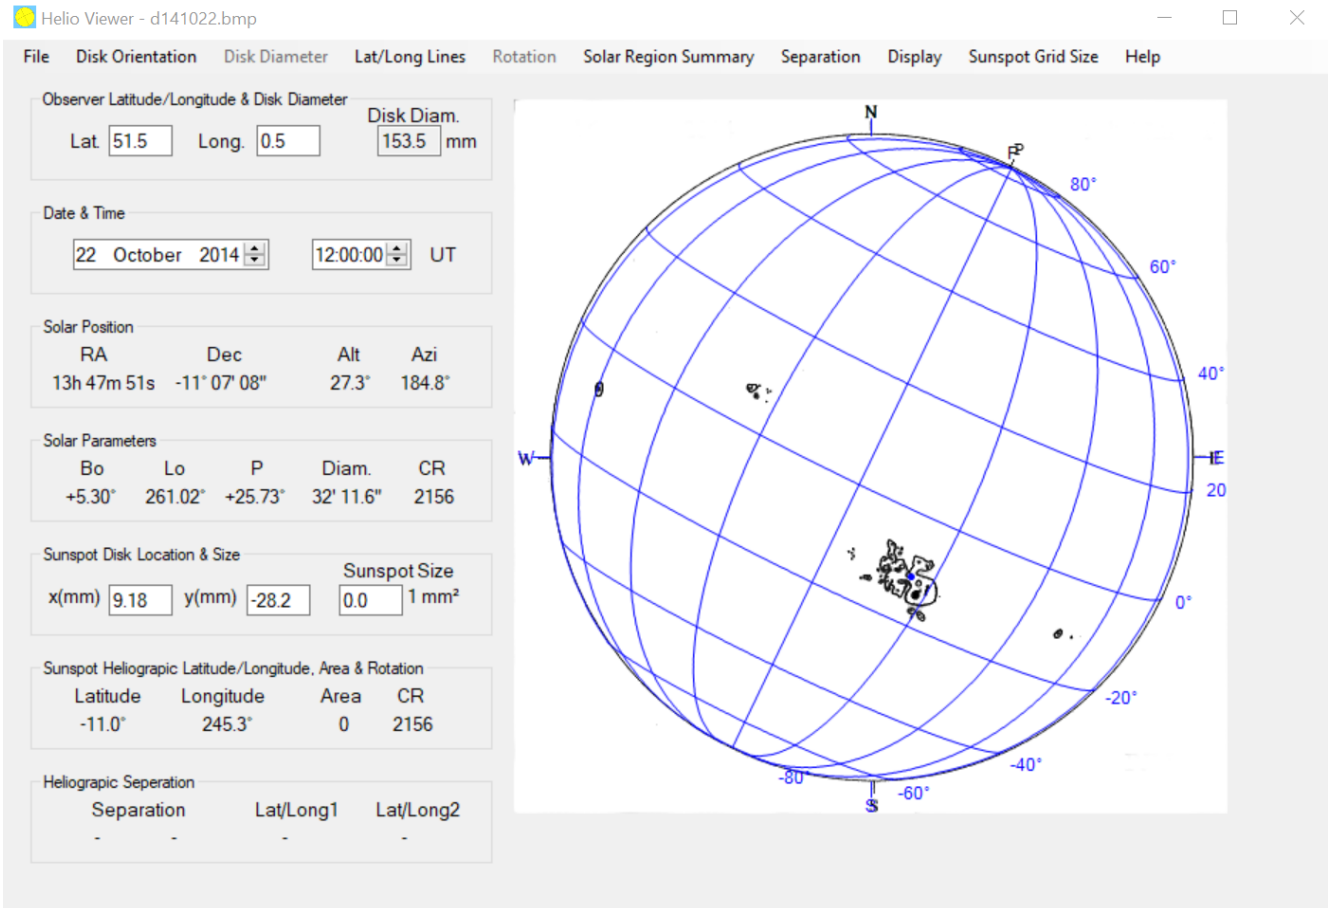 Helio Viewer - d141022.bmp
File Disk Orientation Disk Diameter Lat/Long Lines Rotation Solar Region Summary Separation Display Sunspot Grid Size Help
Observer Latitude/Longitude & Disk Diameter
Disk Diam.
Lat. 51.5 Long. 0.5 153.5 mm
Date & Time
22 October 2014 12:00:00 UT
Solar Position
RA Dec Alt Azi
13h 47m 51s -11° 07' 08" 27.3° 184.8°
Solar Parameters
Bo Lo P Diam. CR
+5.30° 261.02° +25.73° 32' 11.6" 2156
Sunspot Disk Location & Size
Sunspot Size
x(mm) 9.18 y(mm) -28.2 0.0 1 mm²
Sunspot Heliograpic Latitude/Longitude, Area & Rotation
Latitude Longitude Area CR
-11.0° 245.3° 0 2156
Heliograpic Seperation
Separation Lat/Long1 Lat/Long2
- - - -
N
P
80°
60°
40°
W
E
20
0°
-20°
-40°
-80°
-60°
S